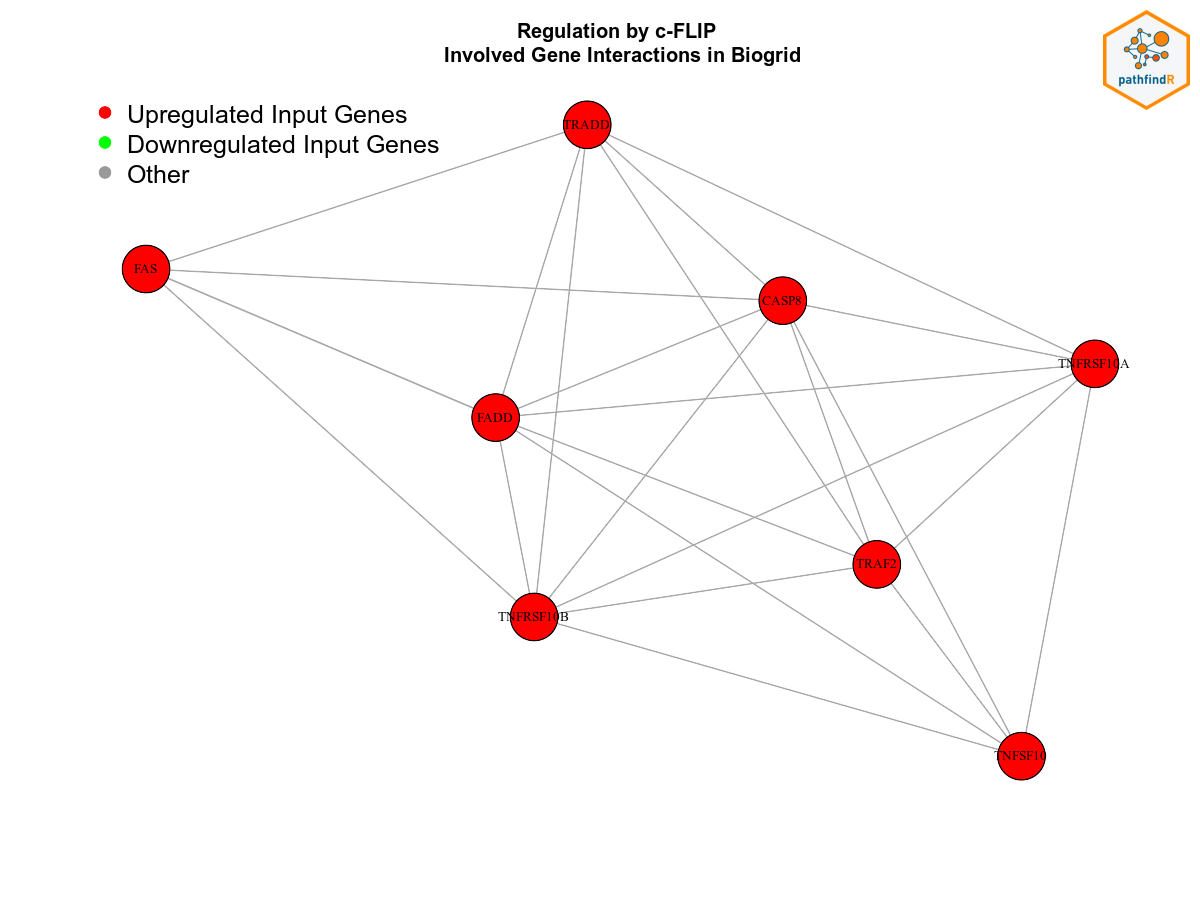 Regulation by c-FLIP
Involved Gene Interactions in Biogrid
pathfindR
Upregulated Input Genes
Downregulated Input Genes
Other
TRADD
FAS
CASP8
TNFRSF10A
FADD
TRAF2
TNFRSF10B
TNFSF10